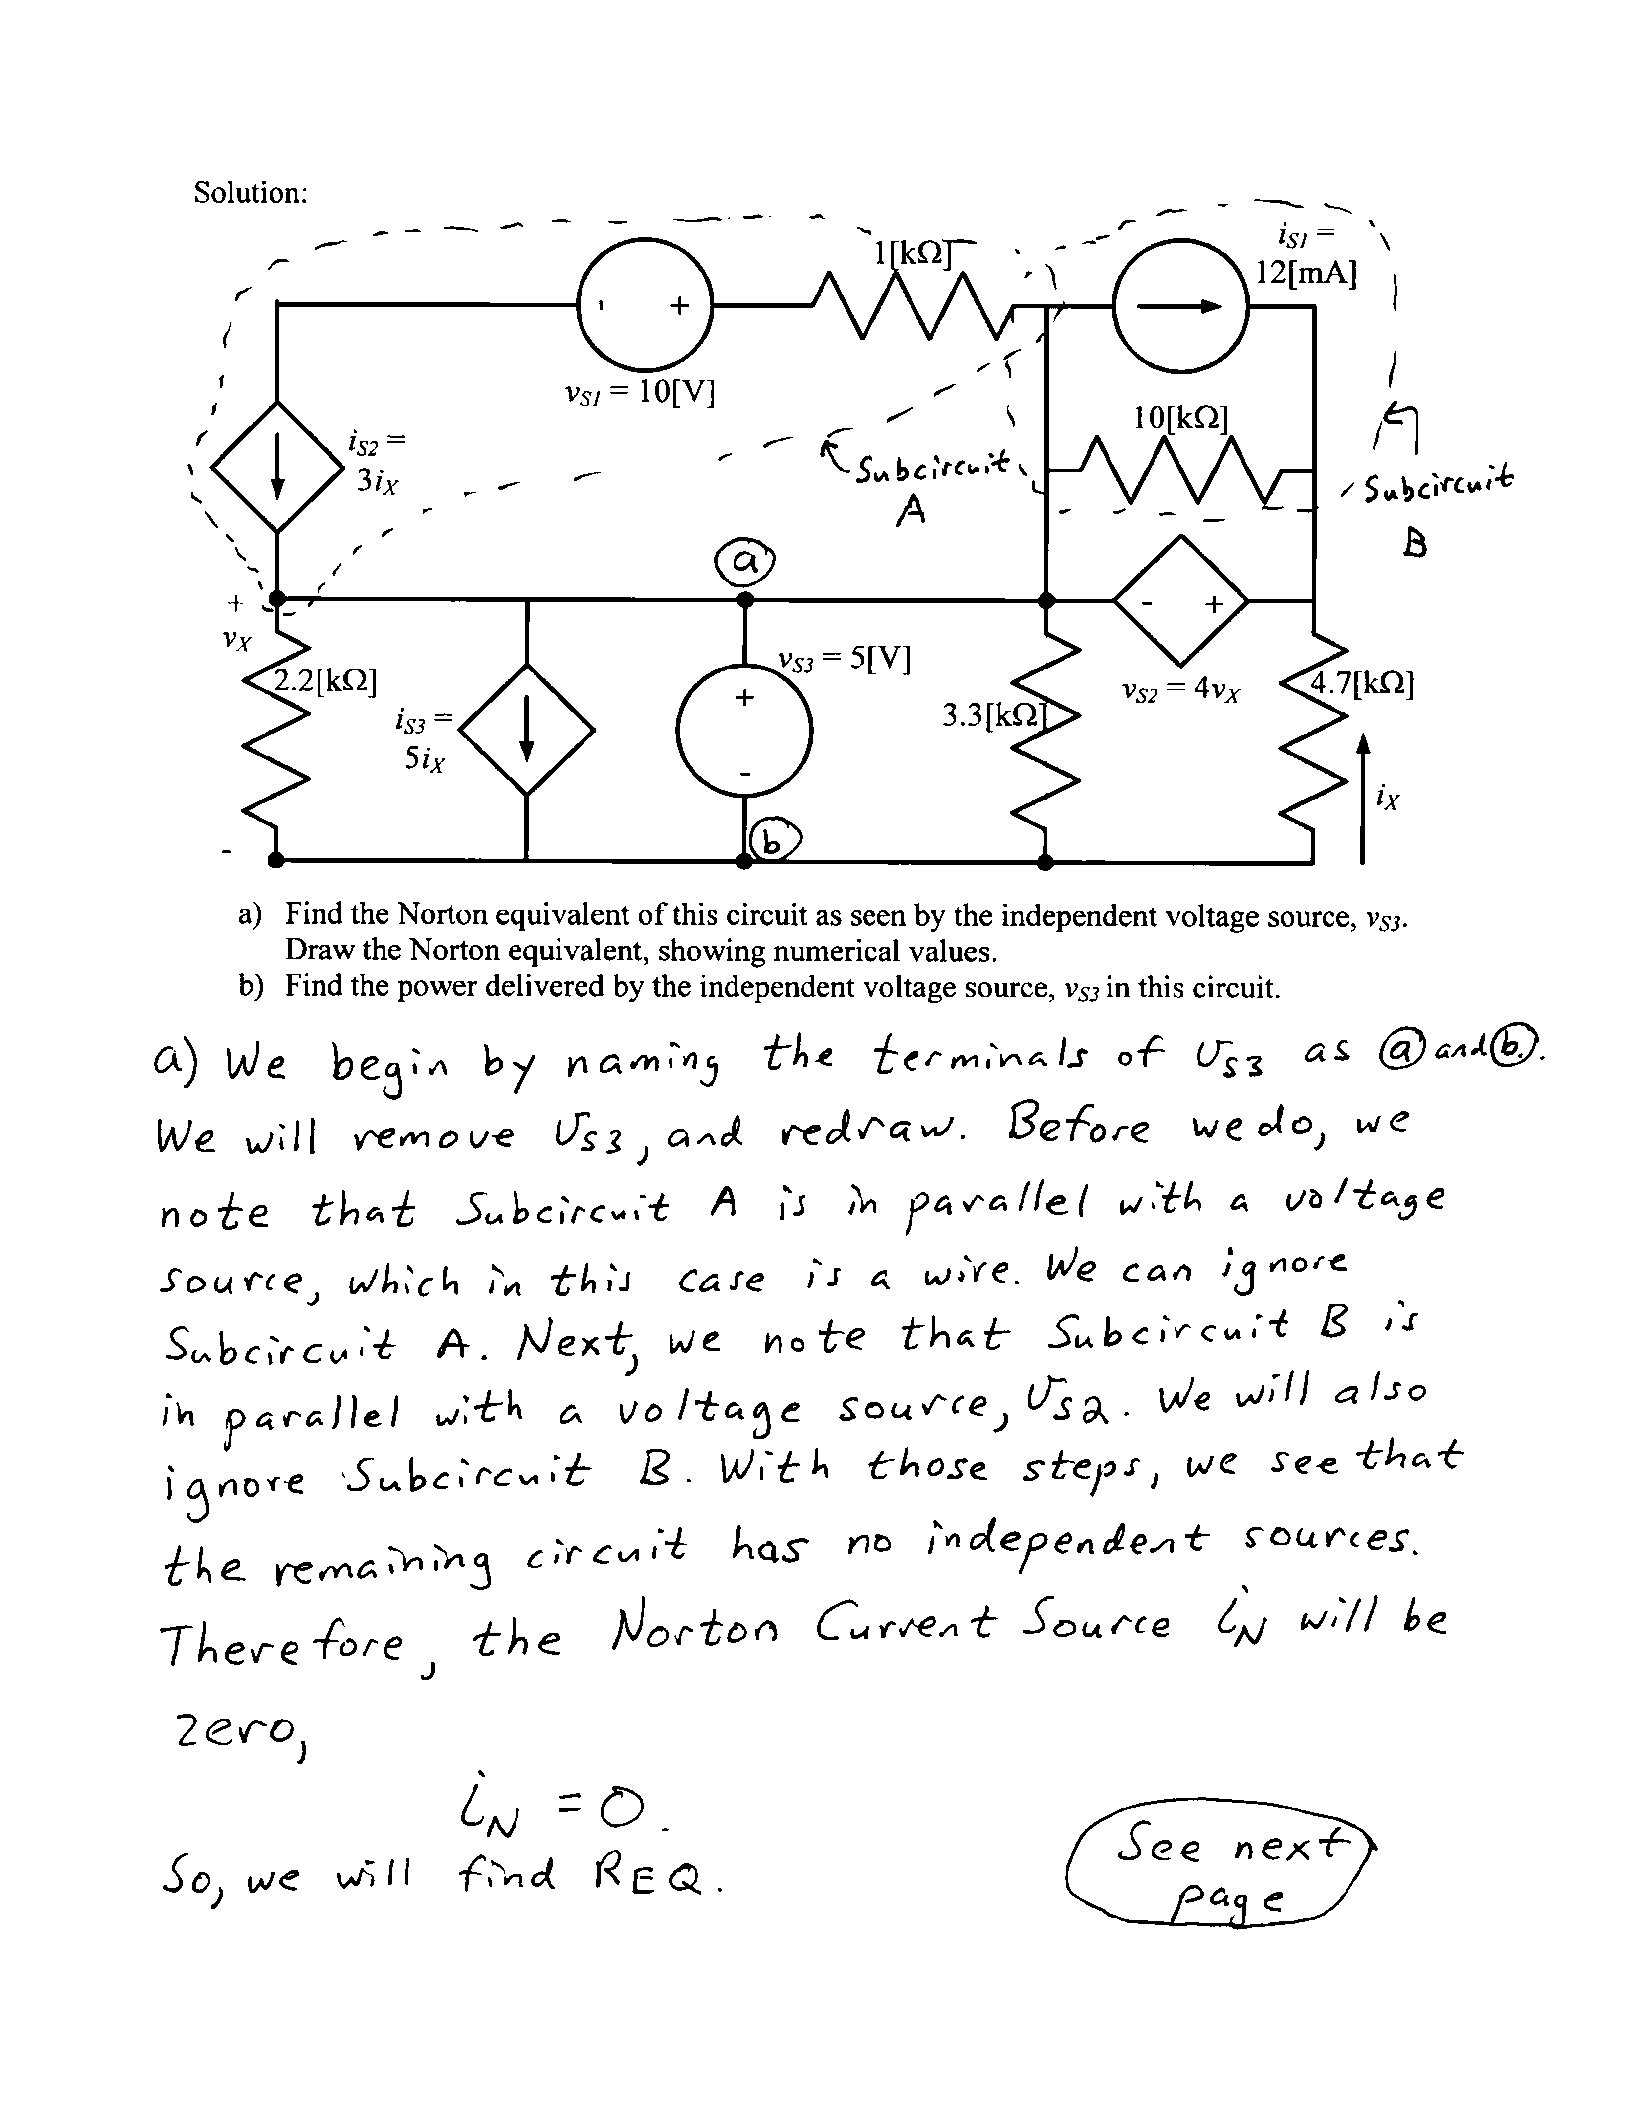 Solution:
1[kΩ]
iS1 =
12[mA]
- +
vS1 = 10[V]
10[kΩ]
iS2 =
3iX
Subcircuit
A
Subcircuit
B
a
+
vX
-
2.2[kΩ]
iS3 =
5iX
vS3 = 5[V]
+
-
3.3[kΩ]
- +
vS2 = 4vX
4.7[kΩ]
iX
b
a) Find the Norton equivalent of this circuit as seen by the independent voltage source, vS3.
Draw the Norton equivalent, showing numerical values.
b) Find the power delivered by the independent voltage source, vS3 in this circuit.
a) We begin by naming the terminals of vS3 as a and b.
We will remove vS3, and redraw. Before we do, we
note that Subcircuit A is in parallel with a voltage
source, which in this case is a wire. We can ignore
Subcircuit A. Next, we note that Subcircuit B is
in parallel with a voltage source, vS2. We will also
ignore Subcircuit B. With those steps, we see that
the remaining circuit has no independent sources.
Therefore, the Norton Current Source iN will be
zero,
iN = 0.
So, we will find REQ.
See next
page